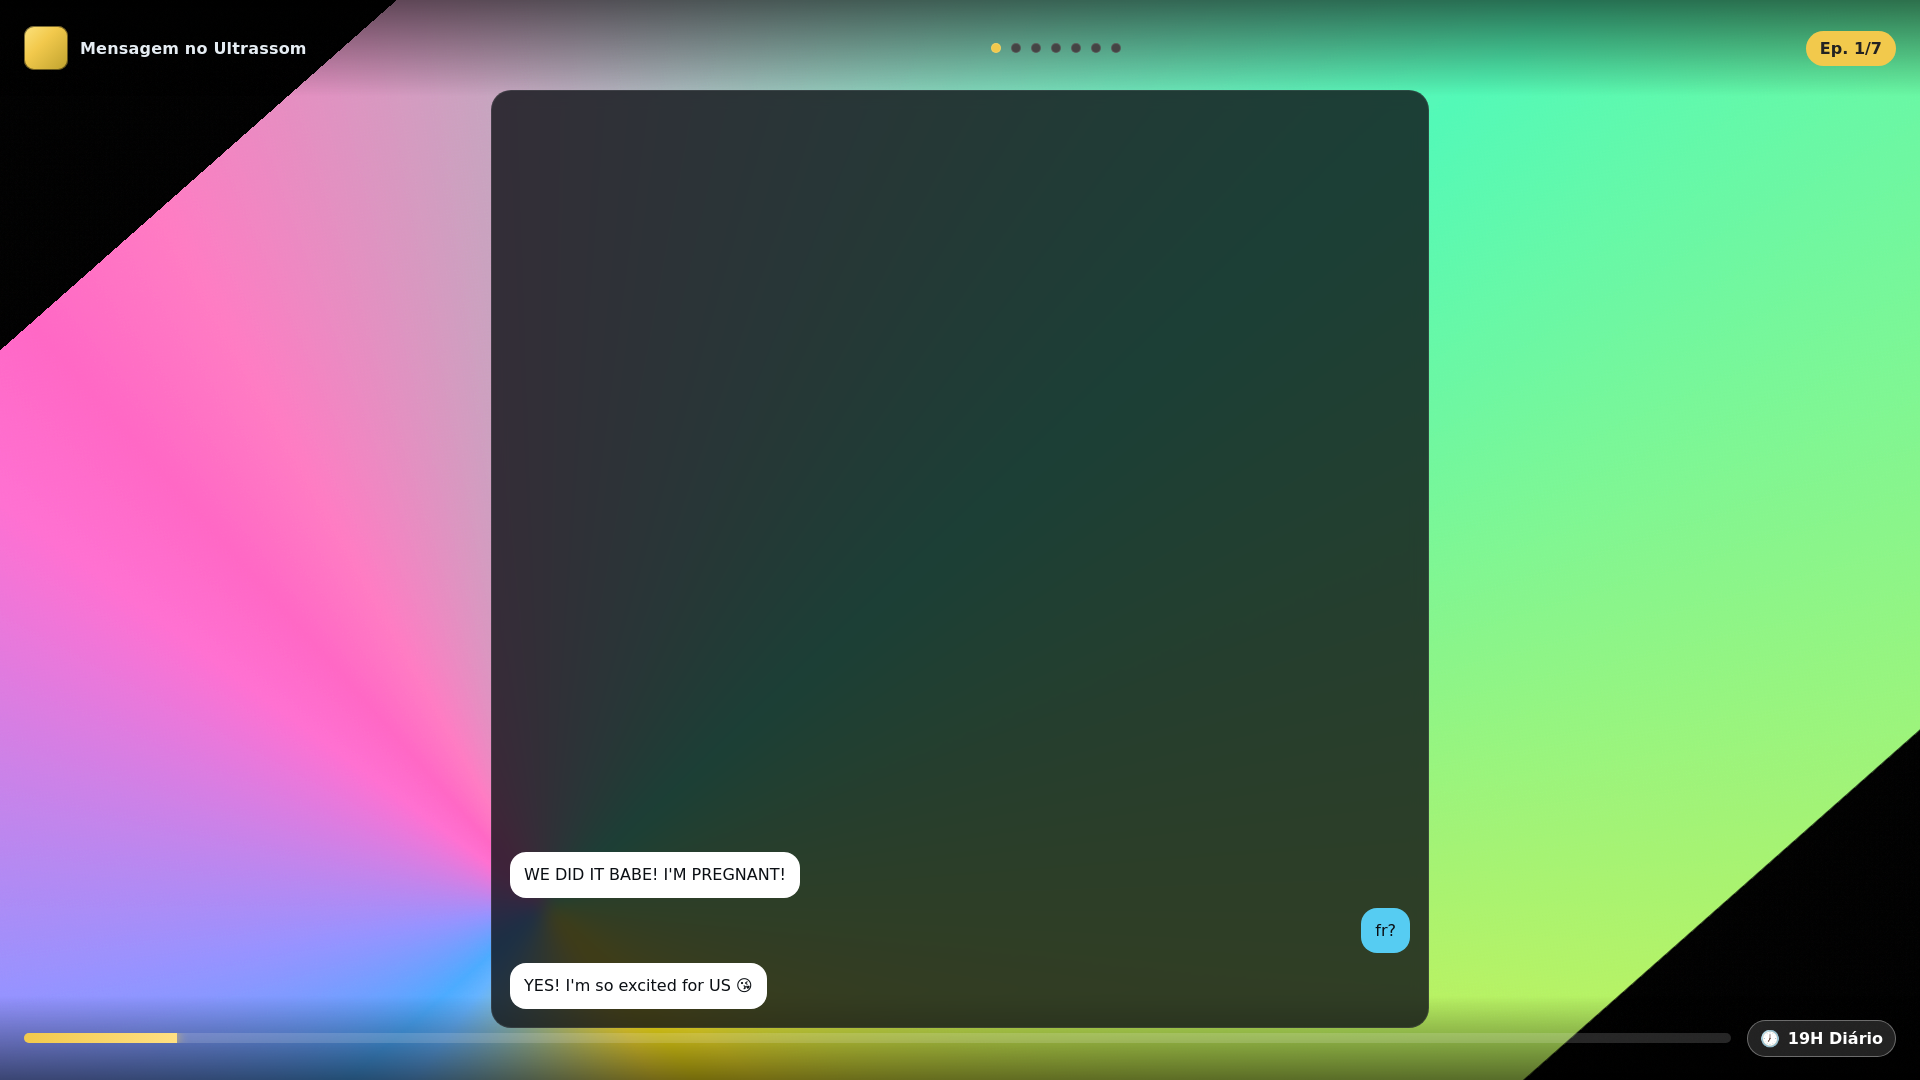 Mensagem no Ultrassom
Ep. 1/7
WE DID IT BABE! I'M PREGNANT!
fr?
YES! I'm so excited for US 😘
19H Diário